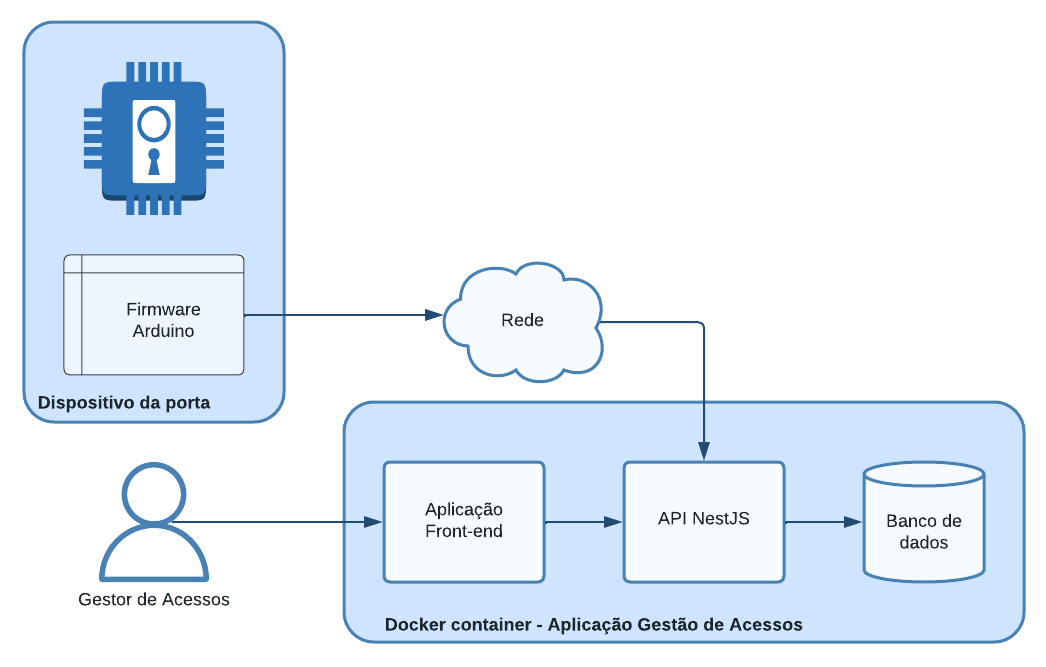 Firmware
Arduino
Dispositivo da porta
Rede
Gestor de Acessos
Aplicação
Front-end
API NestJS
Banco de
dados
Docker container - Aplicação Gestão de Acessos